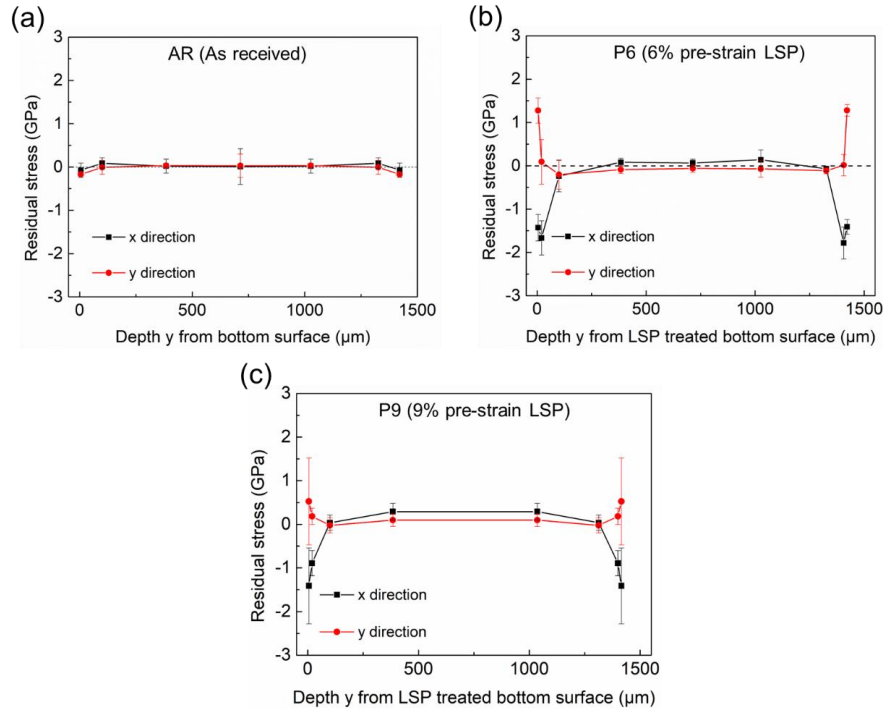 (a)
AR (As received)
Residual stress (GPa)
3
2
1
0
-1
-2
-3
x direction
y direction
0
500
1000
1500
Depth y from bottom surface (μm)
(b)
P6 (6% pre-strain LSP)
Residual stress (GPa)
3
2
1
0
-1
-2
-3
x direction
y direction
0
500
1000
1500
Depth y from LSP treated bottom surface (μm)
(c)
P9 (9% pre-strain LSP)
Residual stress (GPa)
3
2
1
0
-1
-2
-3
x direction
y direction
0
500
1000
1500
Depth y from LSP treated bottom surface (μm)